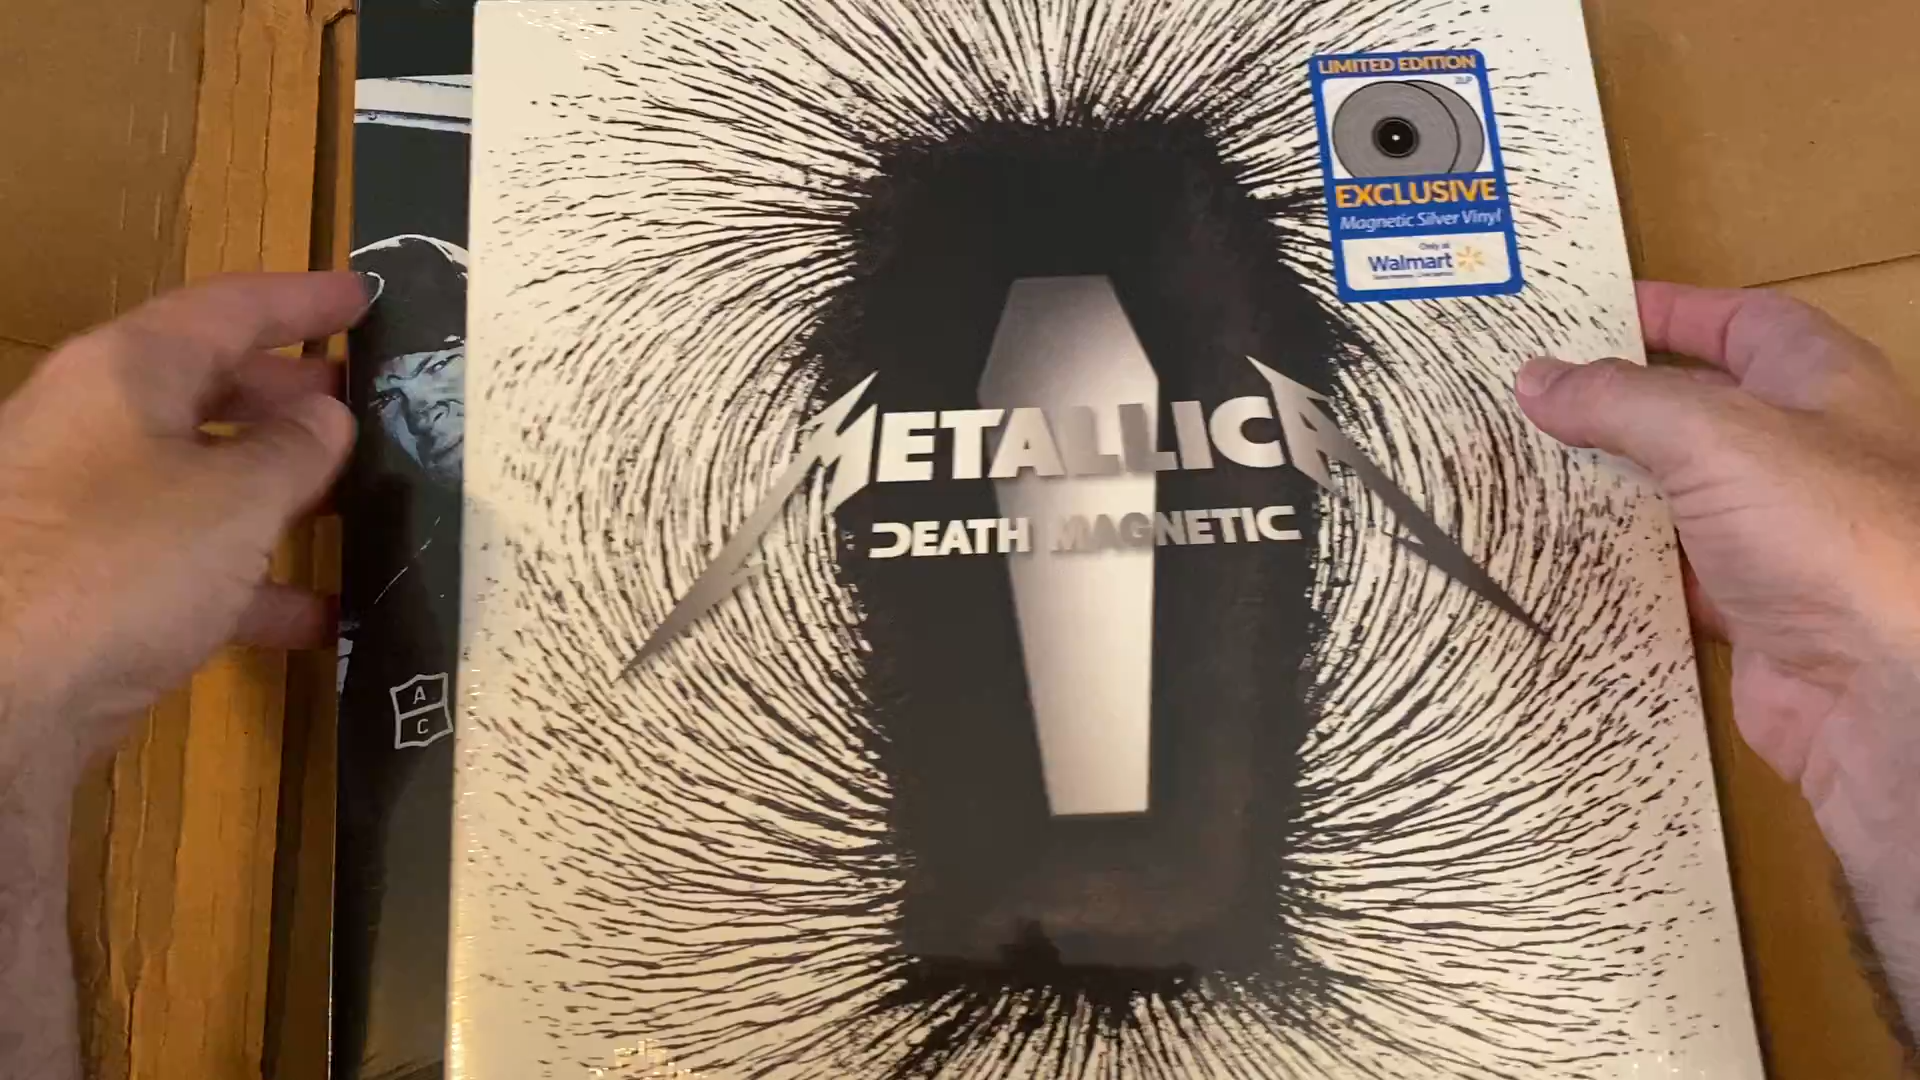 LIMITED EDITION
2LP
EXCLUSIVE
Magnetic Silver Vinyl
Only at
Walmart
METALLICA
DEATH MAGNETIC
A
C